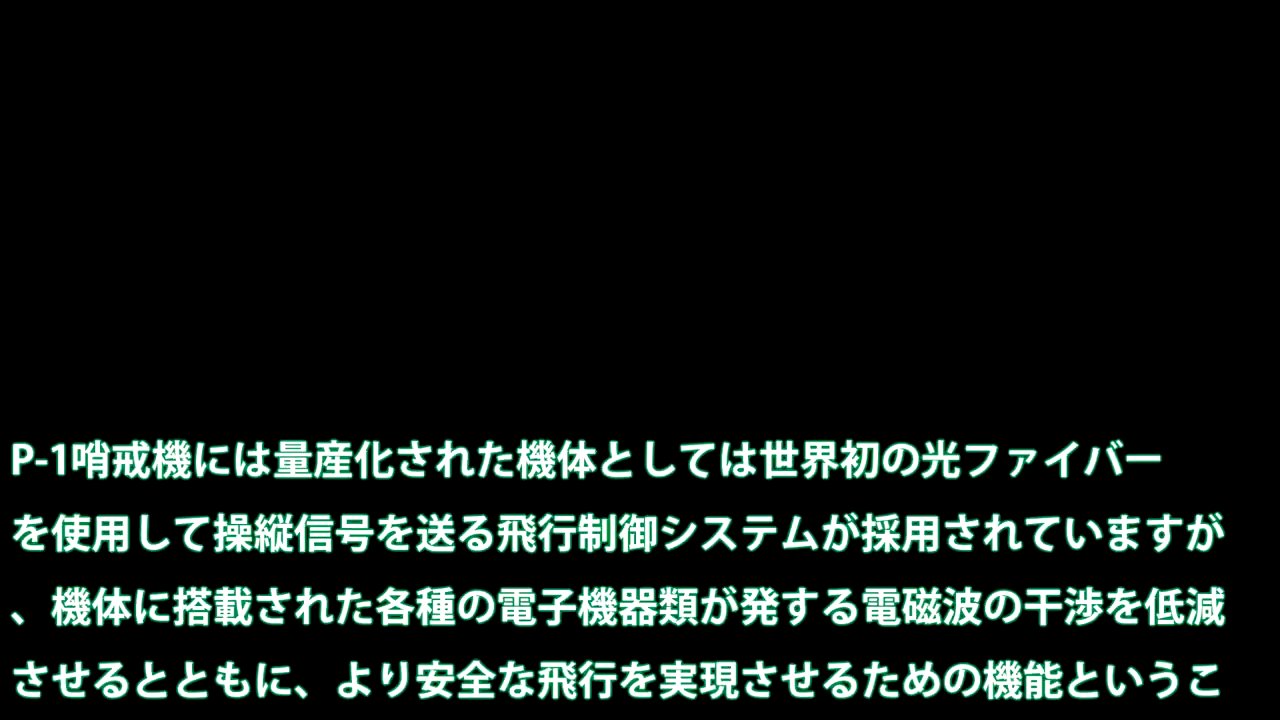 P-1哨戒機には量産化された機体としては世界初の光ファイバー
を使用して操縦信号を送る飛行制御システムが採用されていますが
、機体に搭載された各種の電子機器類が発する電磁波の干渉を低減
させるとともに、より安全な飛行を実現させるための機能というこ